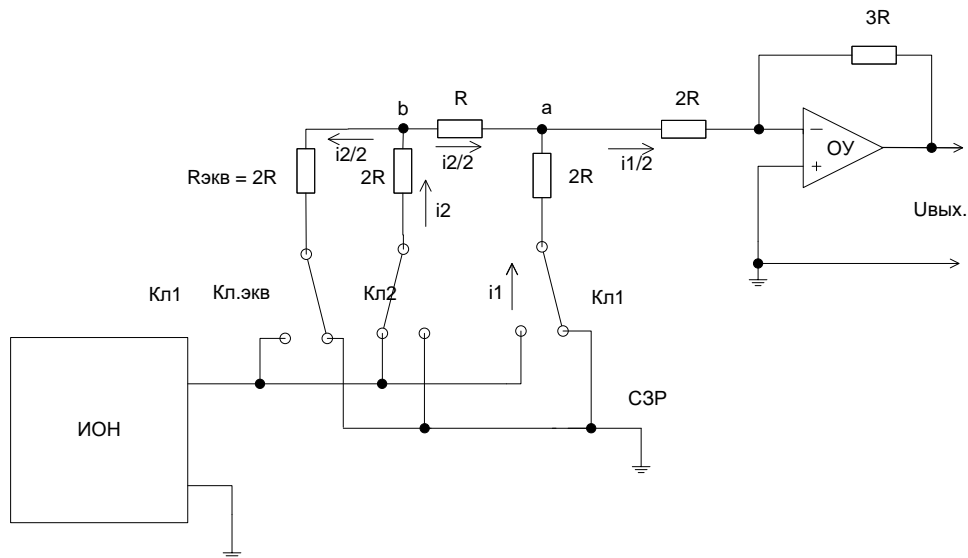 3R
b
R
a
2R
ОУ
i2/2
i2/2
i1/2
Rэкв = 2R
2R
i2
2R
Uвых.
Кл1
Кл.экв
Кл2
i1
Кл1
СЗР
ИОН